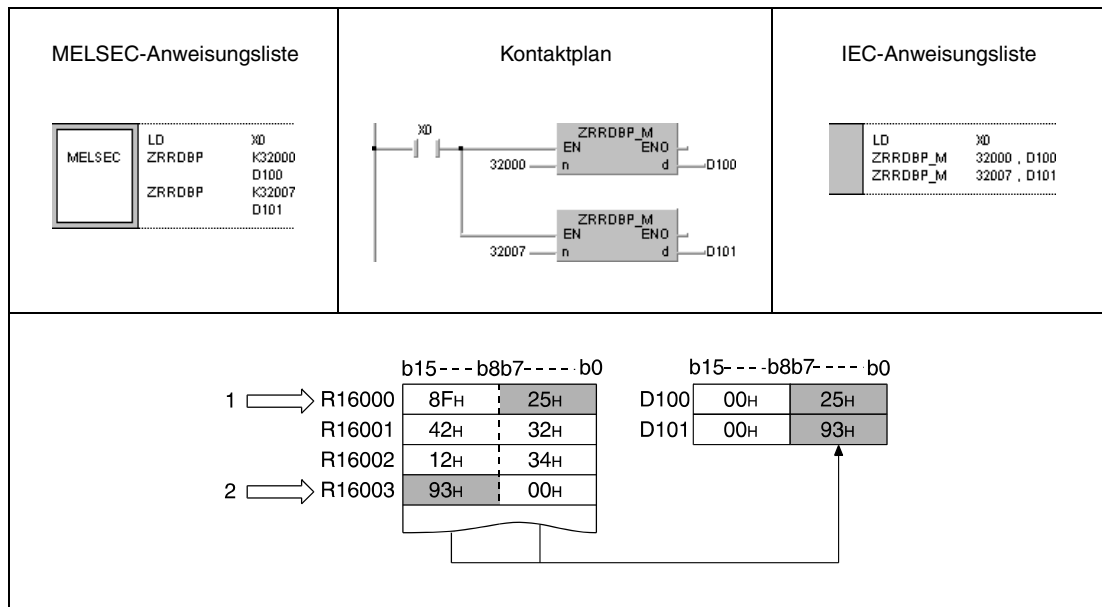 MELSEC-Anweisungsliste
MELSEC
LD X0
ZRRDBP K32000
D100
ZRRDBP K32007
D101
Kontaktplan
X0
ZRRDBP_M
EN ENO
32000 n d D100
ZRRDBP_M
EN ENO
32007 n d D101
IEC-Anweisungsliste
LD X0
ZRRDBP_M 32000 , D100
ZRRDBP_M 32007 , D101
b15----b8b7-----b0
1 R16000 8FH 25H
R16001 42H 32H
R16002 12H 34H
2 R16003 93H 00H
b15----b8b7-----b0
D100 00H 25H
D101 00H 93H